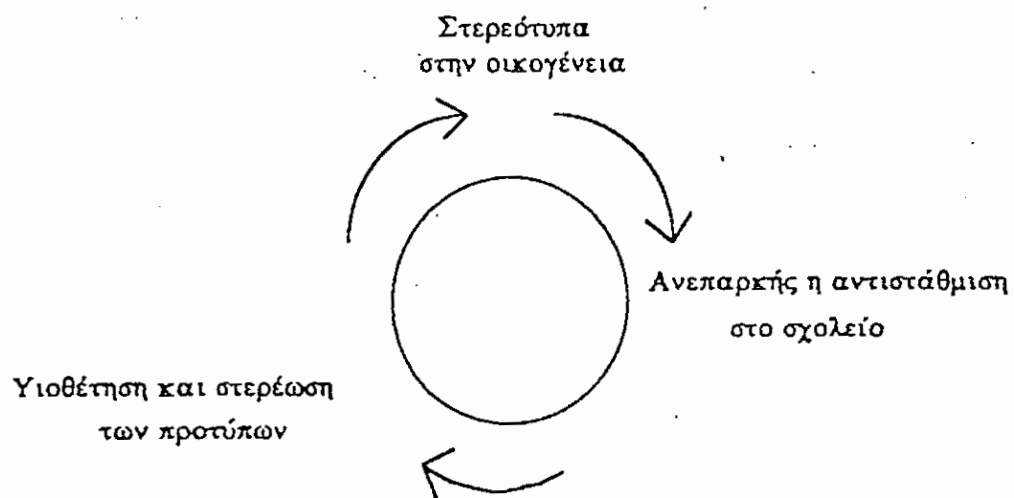 Στερεότυπα
στην οικογένεια
Ανεπαρκής η αντιστάθμιση
στο σχολείο
Υιοθέτηση και στερέωση
των προτύπων